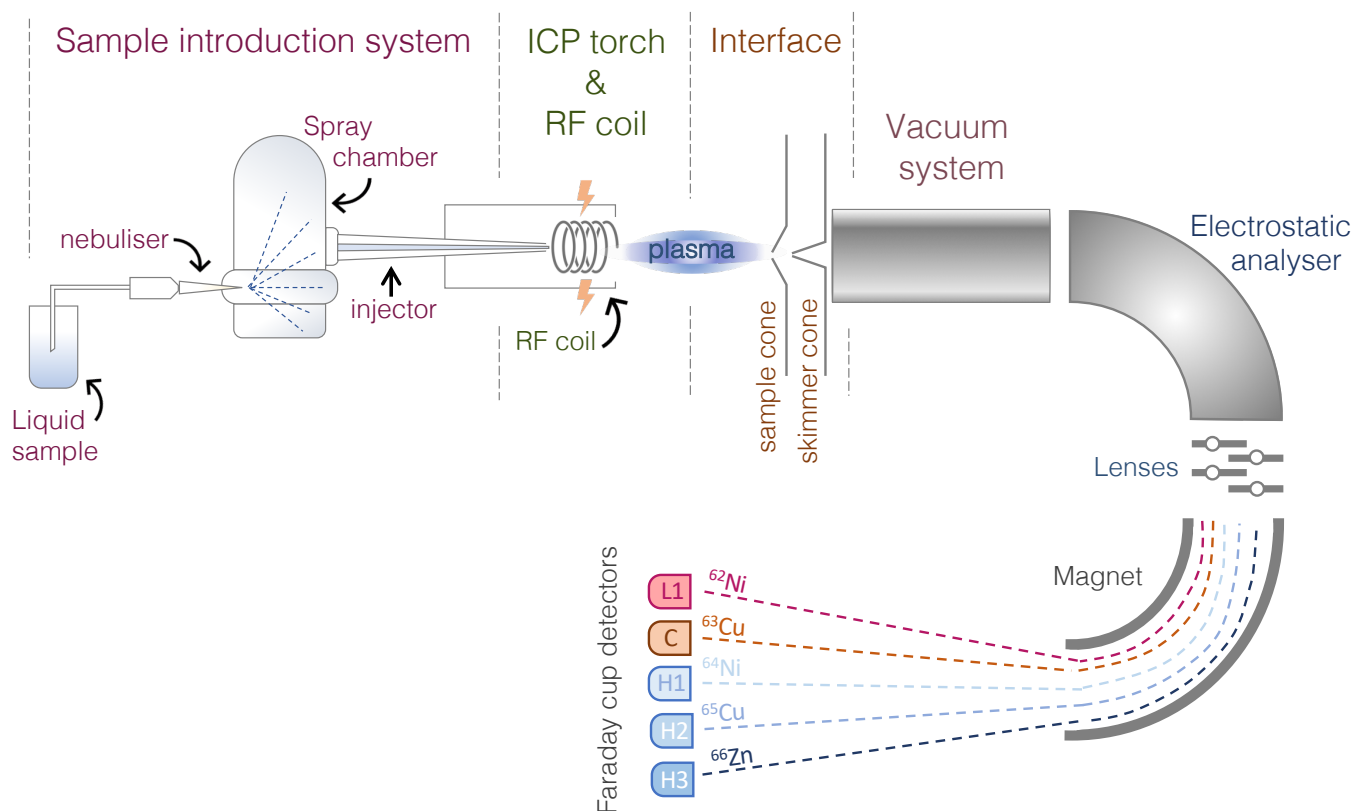 Sample introduction system
ICP torch
&
RF coil
Interface
Vacuum
system
Spray
chamber
nebuliser
injector
RF coil
plasma
Electrostatic
analyser
Liquid
sample
sample cone
skimmer cone
Lenses
Magnet
Faraday cup detectors
L1
⁶²Ni
C
⁶³Cu
H1
⁶⁴Ni
H2
⁶⁵Cu
H3
⁶⁶Zn